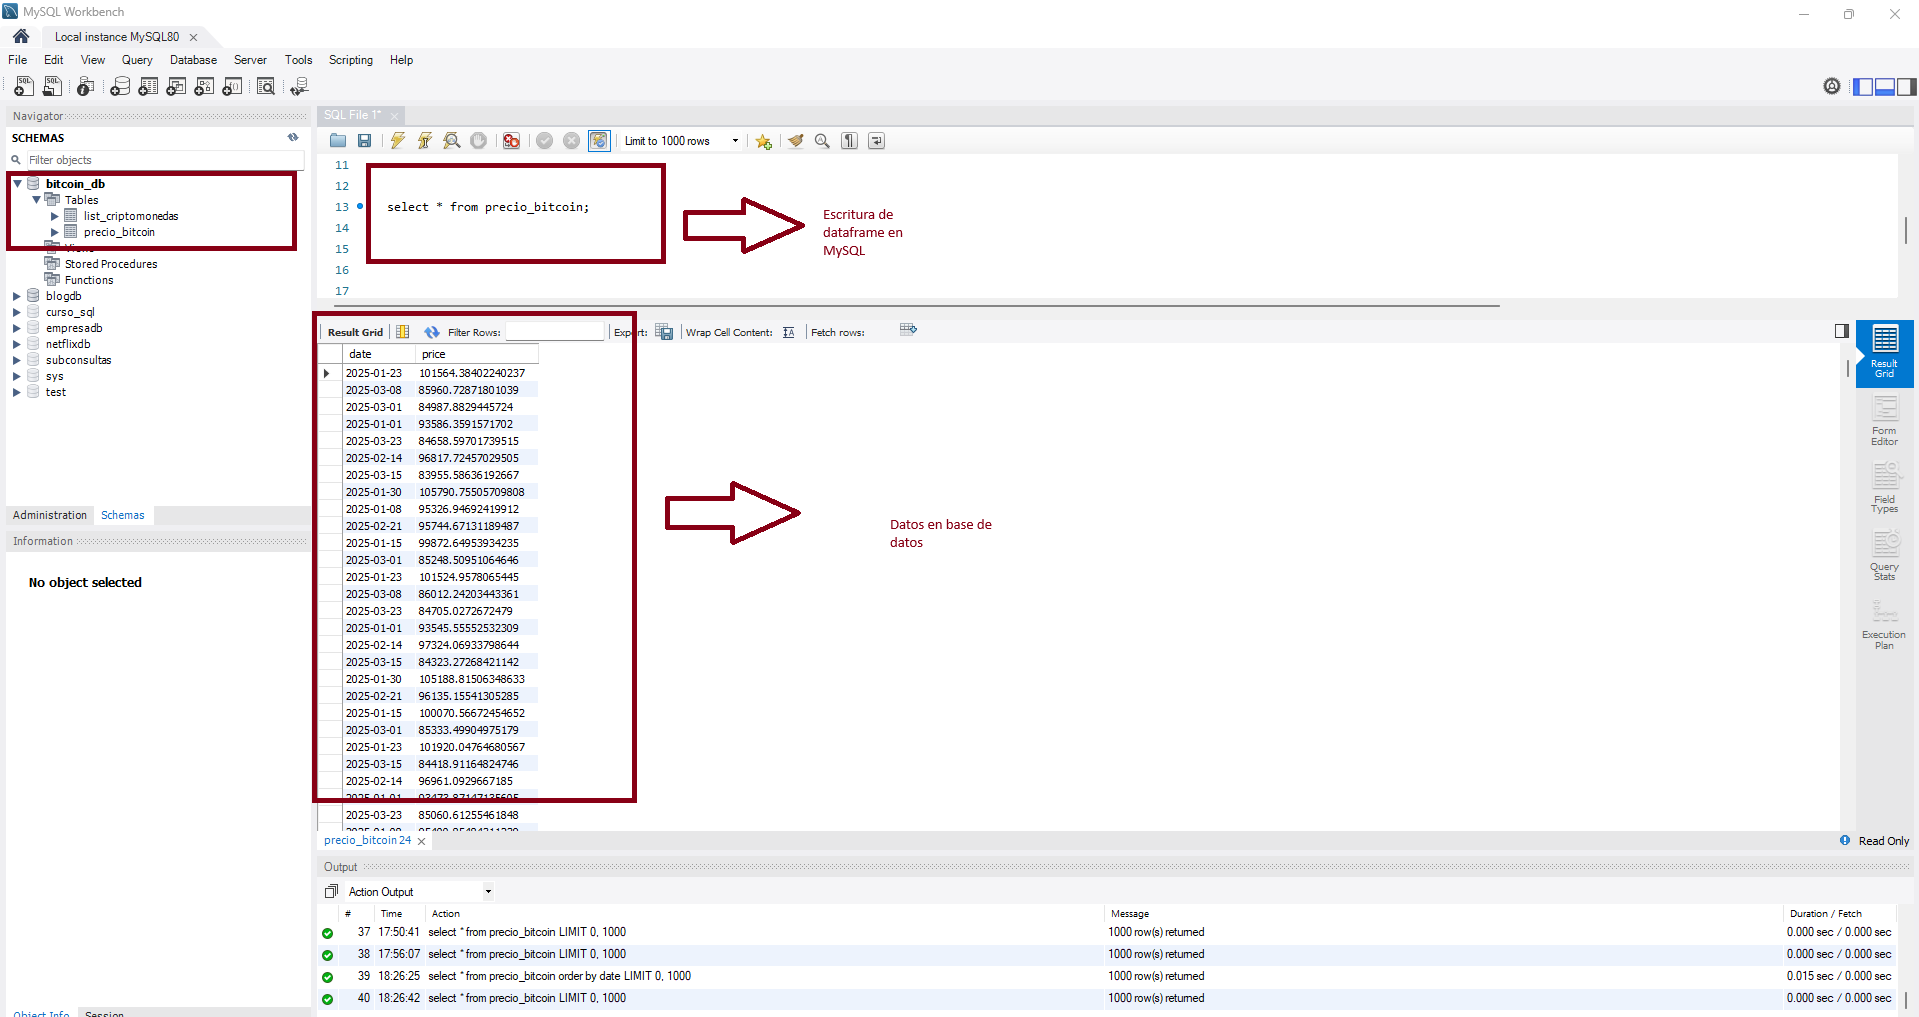 MySQL Workbench
Local instance MySQL80
File Edit View Query Database Server Tools Scripting Help
Navigator
SCHEMAS
Filter objects
bitcoin_db
Tables
list_criptomonedas
precio_bitcoin
Stored Procedures
Functions
blogdb
curso_sql
empresadb
netflixdb
subconsultas
sys
test
Administration Schemas
Information
No object selected
Object Info Session
SQL File 1*
Limit to 1000 rows
11
12
13 select * from precio_bitcoin;
14
15
16
17
Escritura de
dataframe en
MySQL
Result Grid Filter Rows: Export: Wrap Cell Content: Fetch rows:
date price
2025-01-23 101564.38402240237
2025-03-08 85960.72871801039
2025-03-01 84987.8829445724
2025-01-01 93586.3591571702
2025-03-23 84658.59701739515
2025-02-14 96817.72457029505
2025-03-15 83955.58636192667
2025-01-30 105790.75505709808
2025-01-08 95326.94692419912
2025-02-21 95744.67131189487
2025-01-15 99872.64953934235
2025-03-01 85248.50951064646
2025-01-23 101524.9578065445
2025-03-08 86012.24203443361
2025-03-23 84705.0272672479
2025-01-01 93545.55552532309
2025-02-14 97324.06933798644
2025-03-15 84323.27268421142
2025-01-30 105188.81506348633
2025-02-21 96135.15541305285
2025-01-15 100070.56672454652
2025-03-01 85333.49904975179
2025-01-23 101920.04764680567
2025-03-15 84418.91164824746
2025-02-14 96961.0929667185
2025-03-23 85060.61255461848
Datos en base de
datos
Result
Grid
Form
Editor
Field
Types
Query
Stats
Execution
Plan
precio_bitcoin 24
Read Only
Output
Action Output
# Time Action Message Duration / Fetch
37 17:50:41 select * from precio_bitcoin LIMIT 0, 1000 1000 row(s) returned 0.000 sec / 0.000 sec
38 17:56:07 select * from precio_bitcoin LIMIT 0, 1000 1000 row(s) returned 0.000 sec / 0.000 sec
39 18:26:25 select * from precio_bitcoin order by date LIMIT 0, 1000 1000 row(s) returned 0.015 sec / 0.000 sec
40 18:26:42 select * from precio_bitcoin LIMIT 0, 1000 1000 row(s) returned 0.000 sec / 0.000 sec